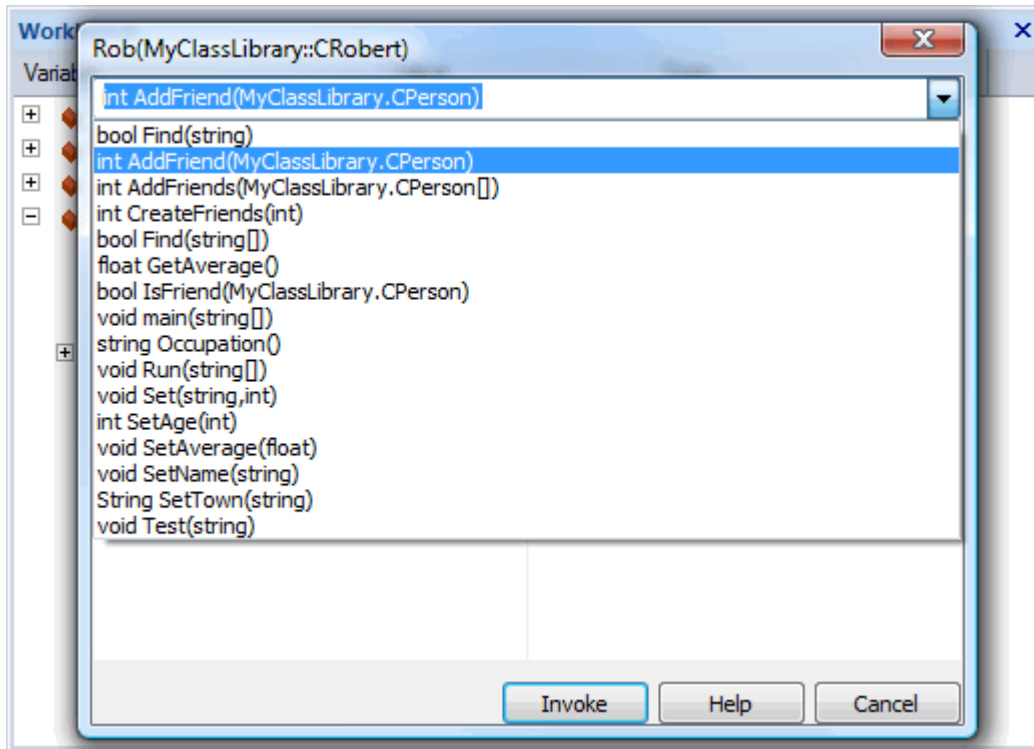 Work
Rob(MyClassLibrary::CRobert)
Variab
int AddFriend(MyClassLibrary.CPerson)
bool Find(string)
int AddFriend(MyClassLibrary.CPerson)
int AddFriends(MyClassLibrary.CPerson[])
int CreateFriends(int)
bool Find(string[])
float GetAverage()
bool IsFriend(MyClassLibrary.CPerson)
void main(string[])
string Occupation()
void Run(string[])
void Set(string,int)
int SetAge(int)
void SetAverage(float)
void SetName(string)
String SetTown(string)
void Test(string)
Invoke Help Cancel